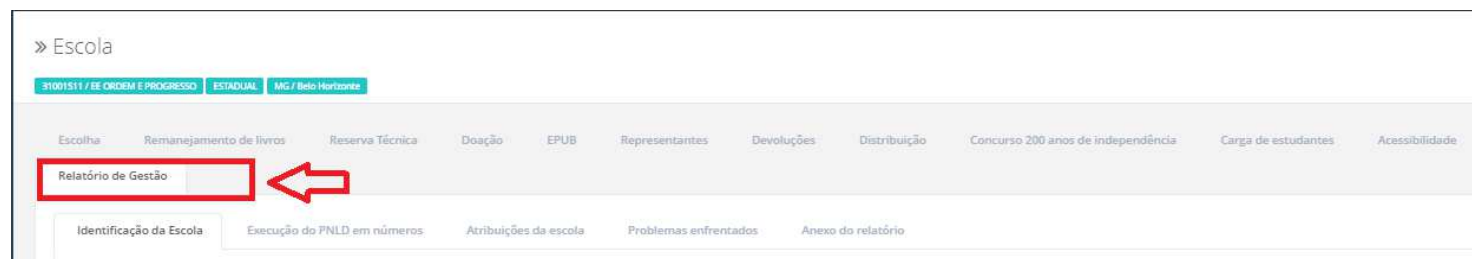 » Escola
31001511 / EE ORDEM E PROGRESSO ESTADUAL MG / Belo Horizonte
Escolha Remanejamento de livros Reserva Técnica Doação EPUB Representantes Devoluções Distribuição Concurso 200 anos de independência Carga de estudantes Acessibilidade
Relatório de Gestão
Identificação da Escola Execução do PNLD em números Atribuições da escola Problemas enfrentados Anexo do relatório